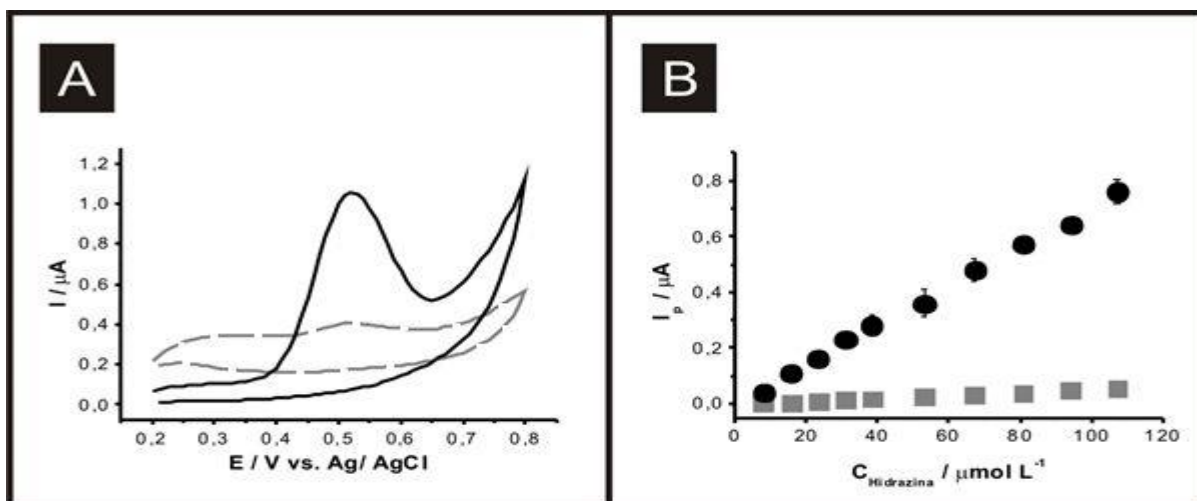 A
I / μA
1,2
1,0
0,8
0,6
0,4
0,2
0,0
0,2 0,3 0,4 0,5 0,6 0,7 0,8
E / V vs. Ag/ AgCl
B
I p / μA
0,8
0,6
0,4
0,2
0,0
0 20 40 60 80 100 120
C Hidrazina / μmol L-1